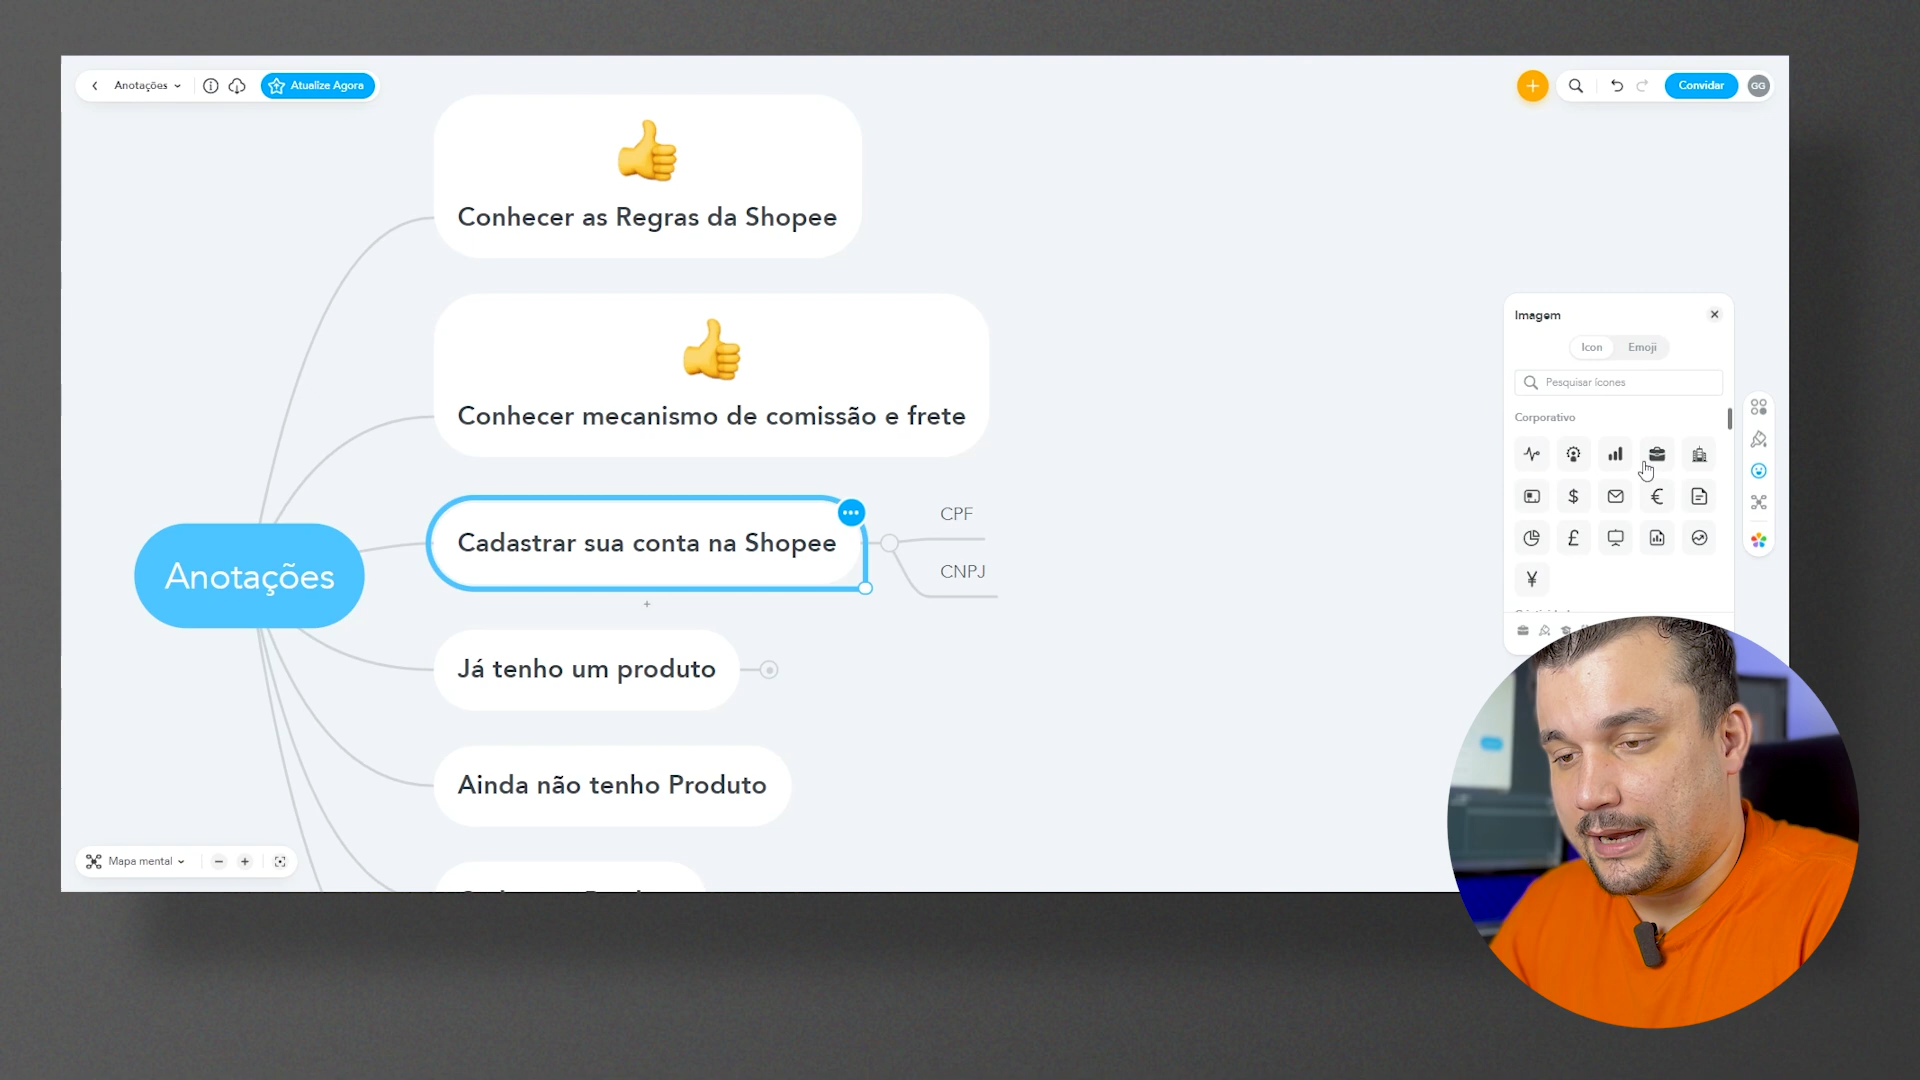 Anotações
Atualize Agora
Convidar
GG
Conhecer as Regras da Shopee
Conhecer mecanismo de comissão e frete
Cadastrar sua conta na Shopee
CPF
CNPJ
Anotações
Já tenho um produto
Ainda não tenho Produto
Mapa mental
Imagem
Icon
Emoji
Pesquisar ícones
Corporativo